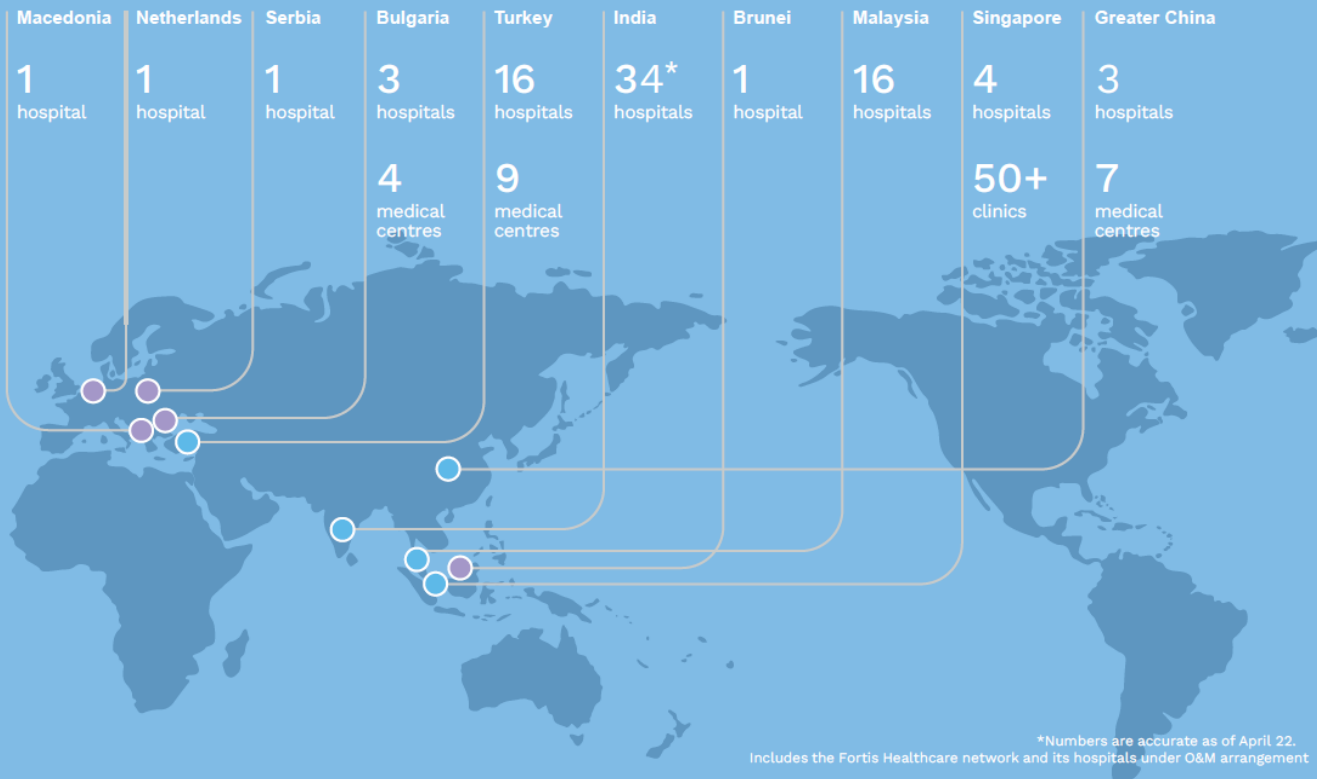 Macedonia
1
hospital
Netherlands
1
hospital
Serbia
1
hospital
Bulgaria
3
hospitals
4
medical
centres
Turkey
16
hospitals
9
medical
centres
India
34*
hospitals
Brunei
1
hospital
Malaysia
16
hospitals
Singapore
4
hospitals
50+
clinics
Greater China
3
hospitals
7
medical
centres
*Numbers are accurate as of April 22.
Includes the Fortis Healthcare network and its hospitals under O&M arrangement